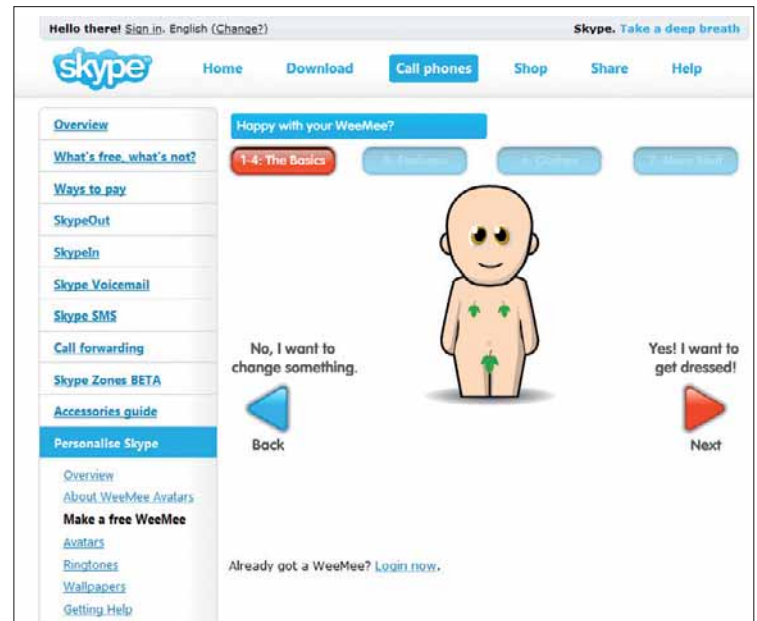 Hello there! Sign in. English (Change?)
Skype. Take a deep breath
skype
Home Download Call phones Shop Share Help
Overview
What's free, what's not?
Ways to pay
SkypeOut
SkypeIn
Skype Voicemail
Skype SMS
Call forwarding
Skype Zones BETA
Accessories guide
Personalise Skype
Overview
About WeeMee Avatars
Make a free WeeMee
Avatars
Ringtones
Wallpapers
Getting Help
Happy with your WeeMee?
1-4: The Basics
No, I want to
change something.
Back
Yes! I want to
get dressed!
Next
Already got a WeeMee? Login now.